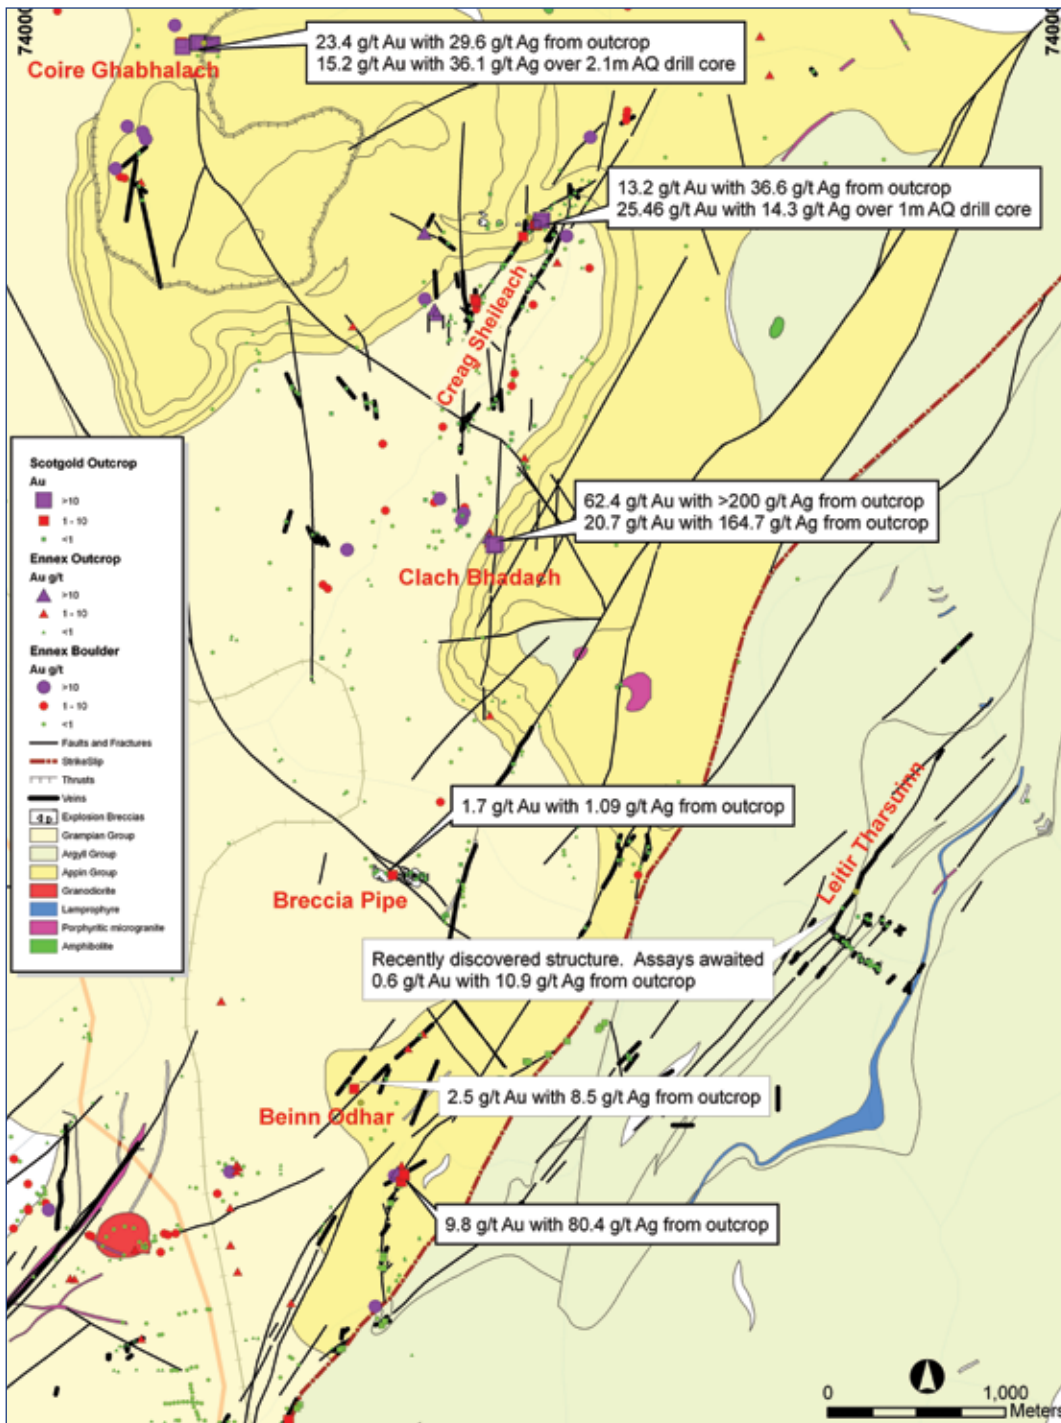 74000
74000
23.4 g/t Au with 29.6 g/t Ag from outcrop
15.2 g/t Au with 36.1 g/t Ag over 2.1m AQ drill core
Coire Ghabhalach
13.2 g/t Au with 36.6 g/t Ag from outcrop
25.46 g/t Au with 14.3 g/t Ag over 1m AQ drill core
Creag Sheileach
62.4 g/t Au with >200 g/t Ag from outcrop
20.7 g/t Au with 164.7 g/t Ag from outcrop
Clach Bhadach
Scotgold Outcrop
Au
>10
1 - 10
<1
Ennex Outcrop
Au g/t
>10
1 - 10
<1
Ennex Boulder
Au g/t
>10
1 - 10
<1
Faults and Fractures
StrikeSlip
Thrusts
Veins
Explosion Breccias
Grampian Group
Argyll Group
Appin Group
Granodiorite
Lamprophyre
Porphyritic microgranite
Amphibolite
1.7 g/t Au with 1.09 g/t Ag from outcrop
Breccia Pipe
Leitir Tharsuinn
Recently discovered structure. Assays awaited
0.6 g/t Au with 10.9 g/t Ag from outcrop
2.5 g/t Au with 8.5 g/t Ag from outcrop
Beinn Odhar
9.8 g/t Au with 80.4 g/t Ag from outcrop
0 1,000
Meters